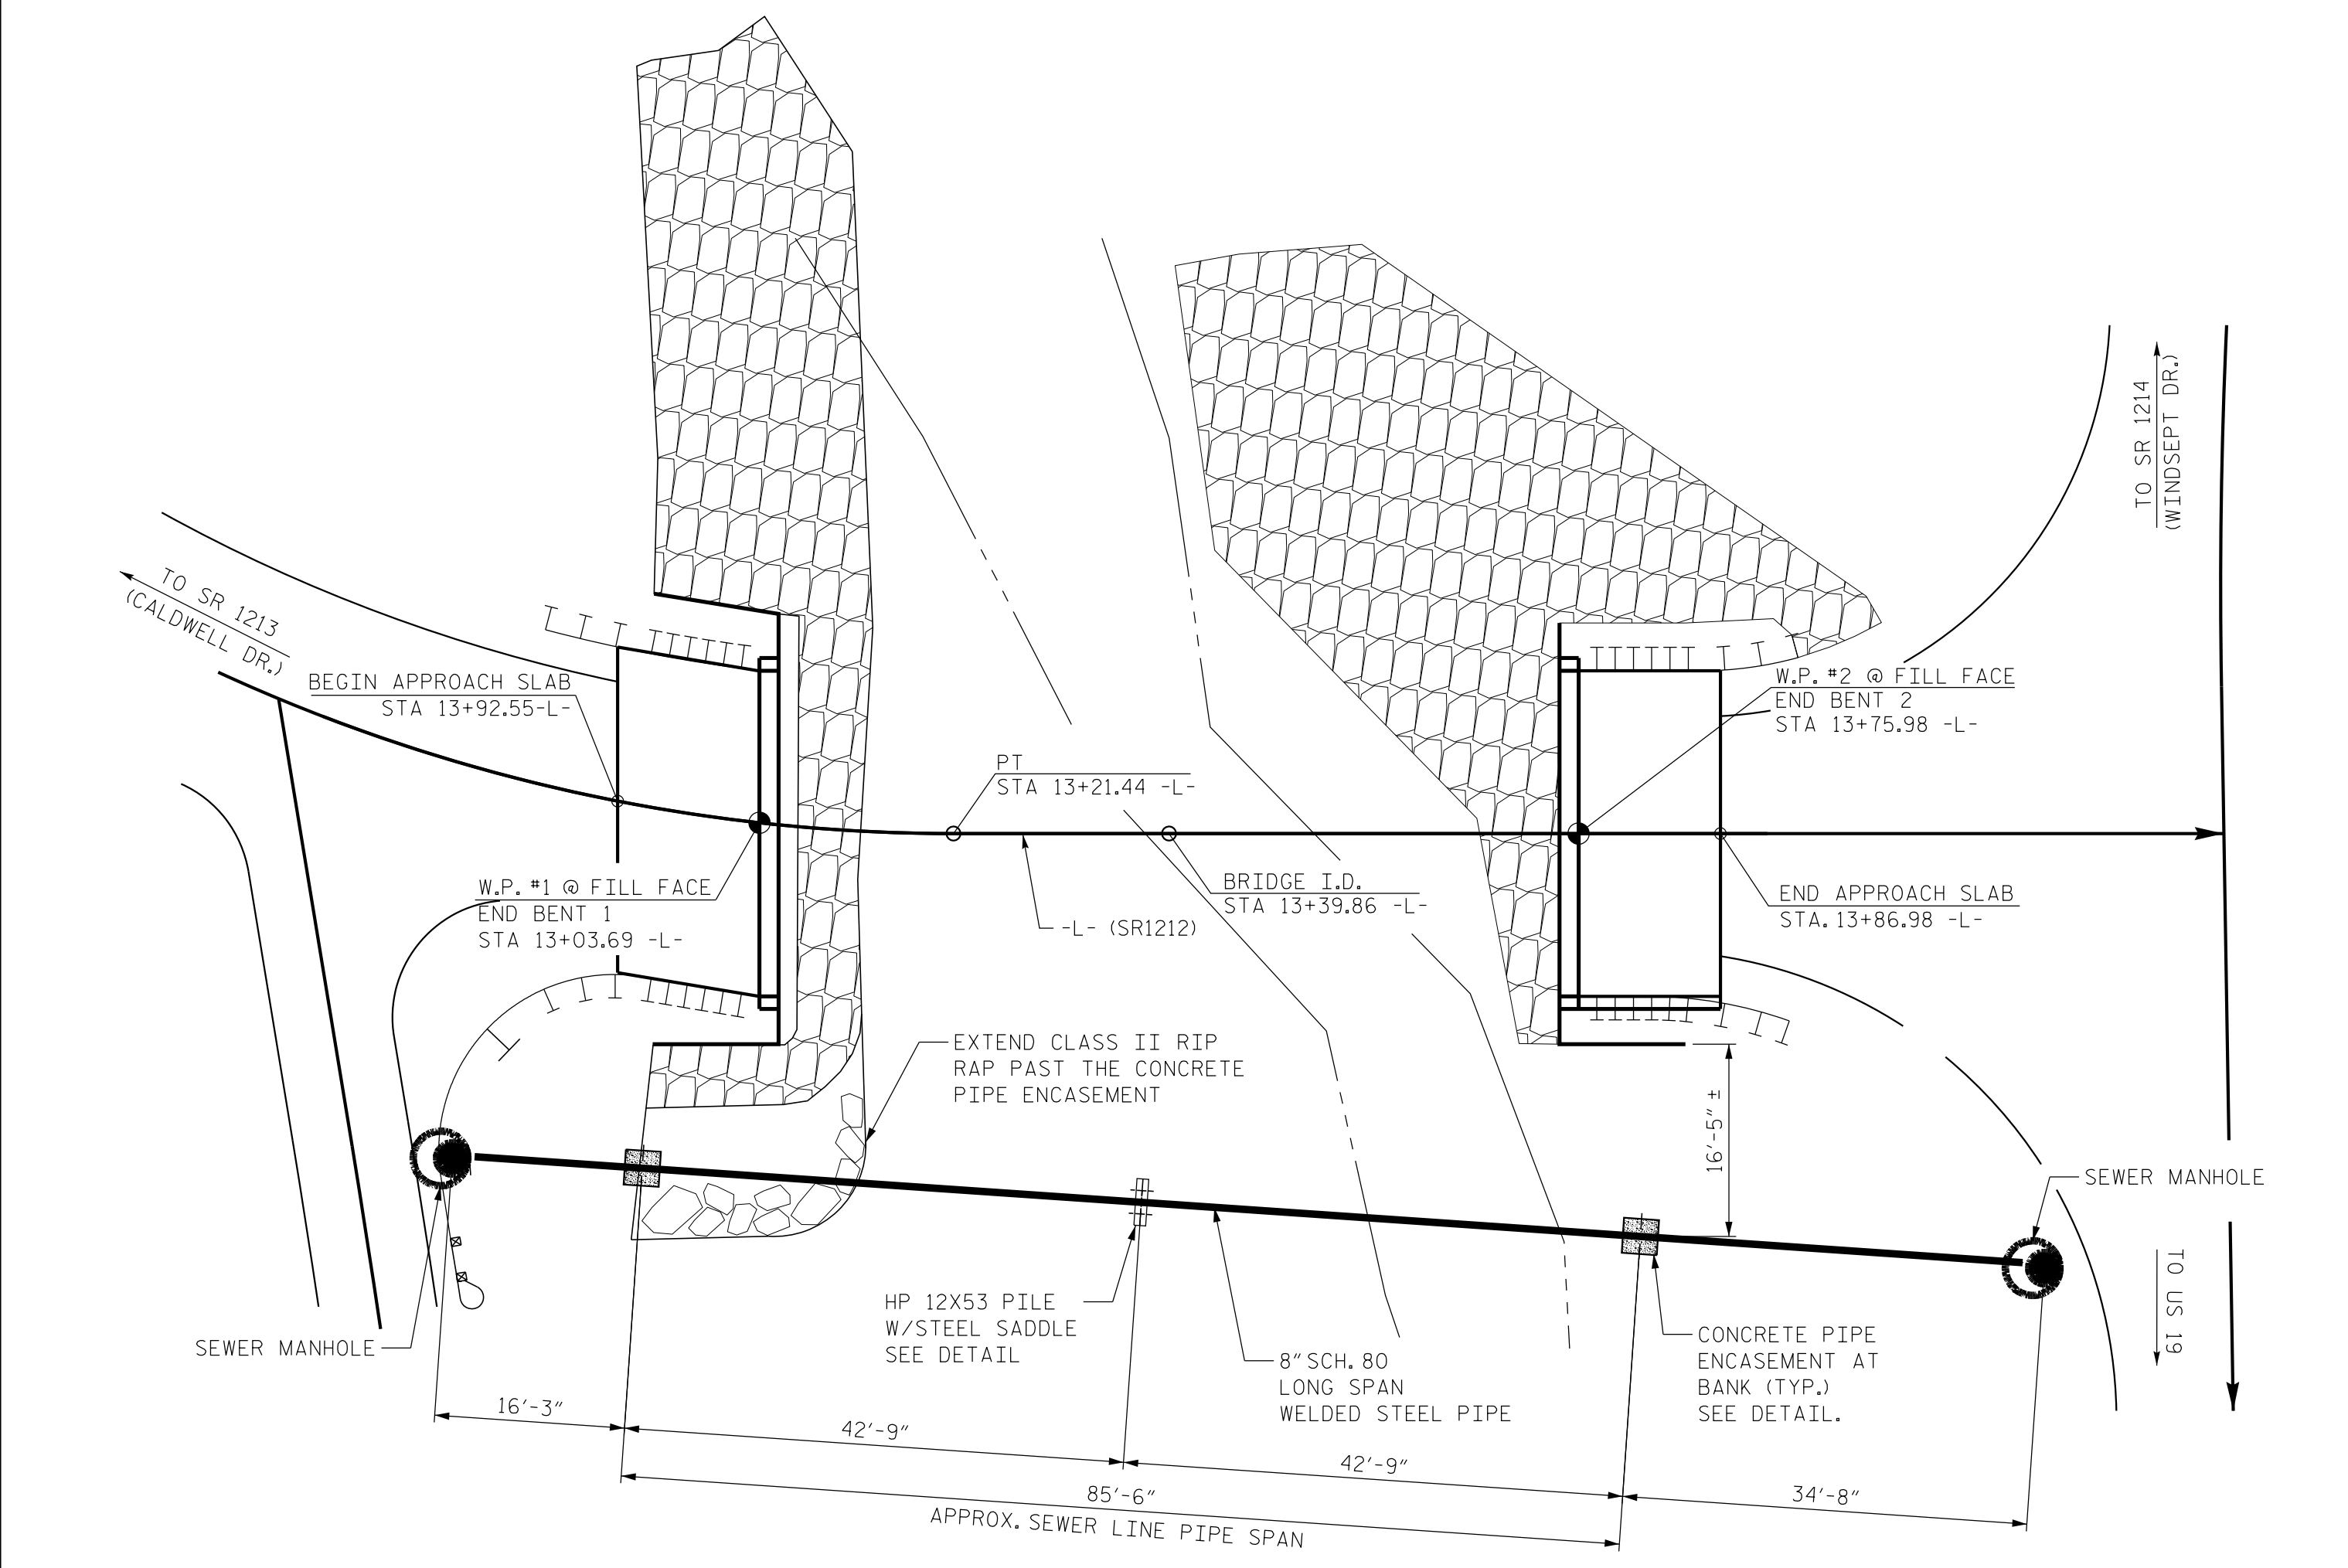 TO SR 1214
(WINDSEPT DR.)
TO SR 1213
(CALDWELL DR.)
BEGIN APPROACH SLAB
STA 13+92.55-L-
W.P. #2 @ FILL FACE
END BENT 2
STA 13+75.98 -L-
PT
STA 13+21.44 -L-
W.P. #1 @ FILL FACE
END BENT 1
STA 13+03.69 -L-
BRIDGE I.D.
STA 13+39.86 -L-
-L- (SR1212)
END APPROACH SLAB
STA. 13+86.98 -L-
EXTEND CLASS II RIP
RAP PAST THE CONCRETE
PIPE ENCASEMENT
16'-5" ±
SEWER MANHOLE
TO US 19
HP 12X53 PILE
W/STEEL SADDLE
SEE DETAIL
SEWER MANHOLE
8" SCH. 80
LONG SPAN
WELDED STEEL PIPE
CONCRETE PIPE
ENCASEMENT AT
BANK (TYP.)
SEE DETAIL.
16'-3"
42'-9"
42'-9"
34'-8"
85'-6"
APPROX. SEWER LINE PIPE SPAN